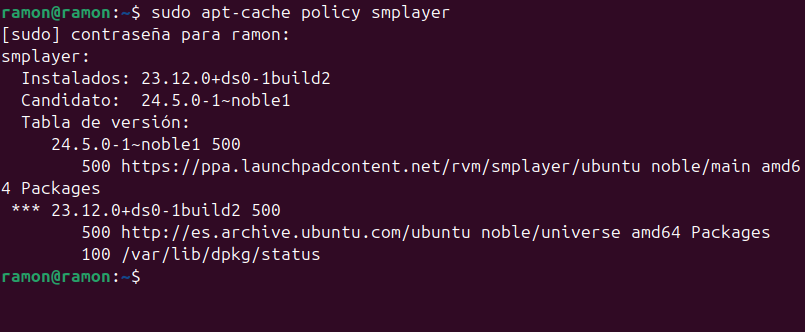 ramon@ramon:~$ sudo apt-cache policy smplayer
[sudo] contraseña para ramon:
smplayer:
  Instalados: 23.12.0+ds0-1build2
  Candidato:  24.5.0-1~noble1
  Tabla de versión:
     24.5.0-1~noble1 500
        500 https://ppa.launchpadcontent.net/rvm/smplayer/ubuntu noble/main amd6
4 Packages
 *** 23.12.0+ds0-1build2 500
        500 http://es.archive.ubuntu.com/ubuntu noble/universe amd64 Packages
        100 /var/lib/dpkg/status
ramon@ramon:~$